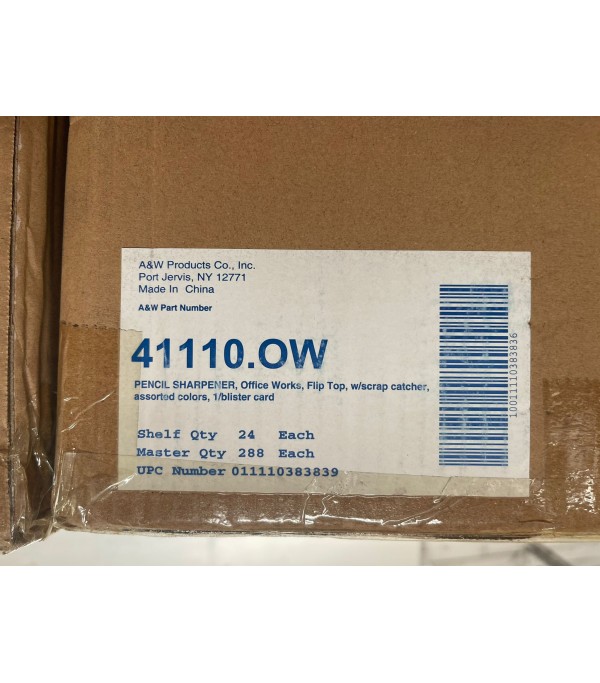 A&W Products Co., Inc.
Port Jervis, NY 12771
Made In China
A&W Part Number
41110.OW
PENCIL SHARPENER, Office Works, Flip Top, w/scrap catcher,
assorted colors, 1/blister card
Shelf Qty 24 Each
Master Qty 288 Each
UPC Number 011110383839
10011110383836